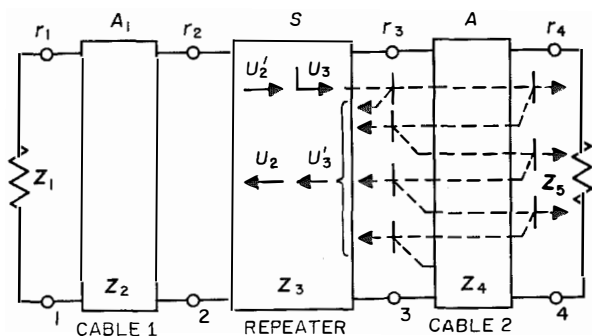 A₁ S A
r₁ r₂ r₃ r₄
U₂′ U₃
U₂ U₃′
Z₁ Z₅
Z₂ Z₃ Z₄
1 2 3 4
CABLE 1 REPEATER CABLE 2